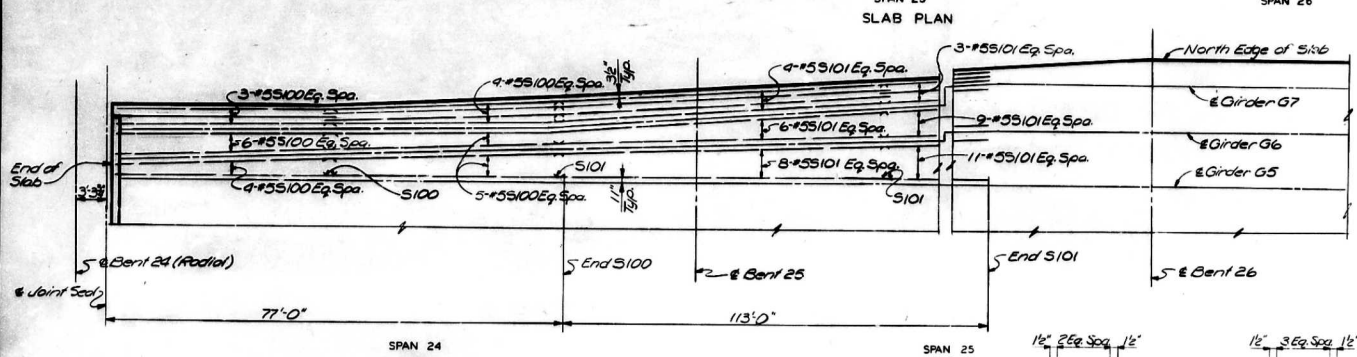 SPAN 25
SPAN 26
SLAB PLAN
3-#5S101 Eq. Spa.
North Edge of Slab
4-#5S101 Eq. Spa.
4-#5S100 Eq. Spa.
3½"
Typ.
3-#5S100 Eq. Spa.
℄ Girder G7
9-#5S101 Eq. Spa.
6-#5S101 Eq. Spa.
6-#5S100 Eq. Spa.
℄ Girder G6
End of
Slab
S101
8-#5S101 Eq. Spa.
11-#5S101 Eq. Spa.
℄ Girder G5
3'-3¾"
4-#5S100 Eq. Spa.
S100
5-#5S100 Eq. Spa.
11"
Typ.
S101
℄ Bent 24 (Radial)
End S100
℄ Bent 25
End S101
℄ Bent 26
℄ Joint Seal
77'-0"
113'-0"
SPAN 24
SPAN 25
1½" 2 Eq. Spa. 1½"
1½" 3 Eq. Spa. 1½"